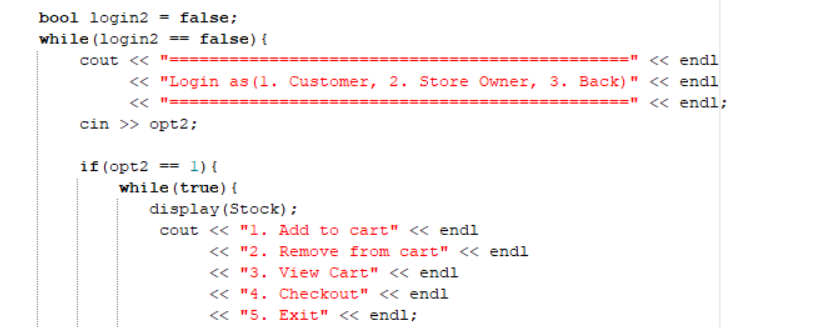 bool login2 = false;
while(login2 == false){
cout << "==============================================" << endl
<< "Login as(1. Customer, 2. Store Owner, 3. Back)" << endl
<< "==============================================" << endl;
cin >> opt2;
if(opt2 == 1){
while(true){
display(Stock);
cout << "1. Add to cart" << endl
<< "2. Remove from cart" << endl
<< "3. View Cart" << endl
<< "4. Checkout" << endl
<< "5. Exit" << endl;